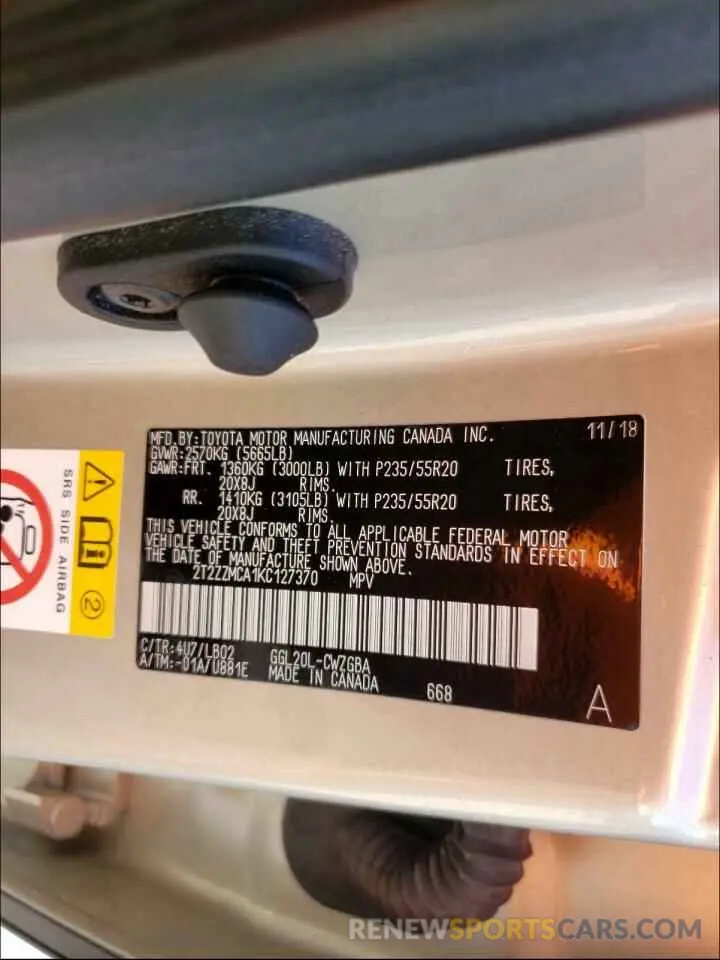 MFD.BY:TOYOTA MOTOR MANUFACTURING CANADA INC. 11/18
GVWR:2570KG (5665LB)
GAWR:FRT. 1360KG (3000LB) WITH P235/55R20 TIRES,
20X8J RIMS.
RR. 1410KG (3105LB) WITH P235/55R20 TIRES,
20X8J RIMS.
THIS VEHICLE CONFORMS TO ALL APPLICABLE FEDERAL MOTOR
VEHICLE SAFETY AND THEFT PREVENTION STANDARDS IN EFFECT ON
THE DATE OF MANUFACTURE SHOWN ABOVE.
2T2ZZMCA1KC127370 MPV
C/TR:4U7/LB02 GGL20L-CWZGBA
A/TM:-01A/U881E MADE IN CANADA 668 A
SRS SIDE AIRBAG
2
RENEWSPORTSCARS.COM